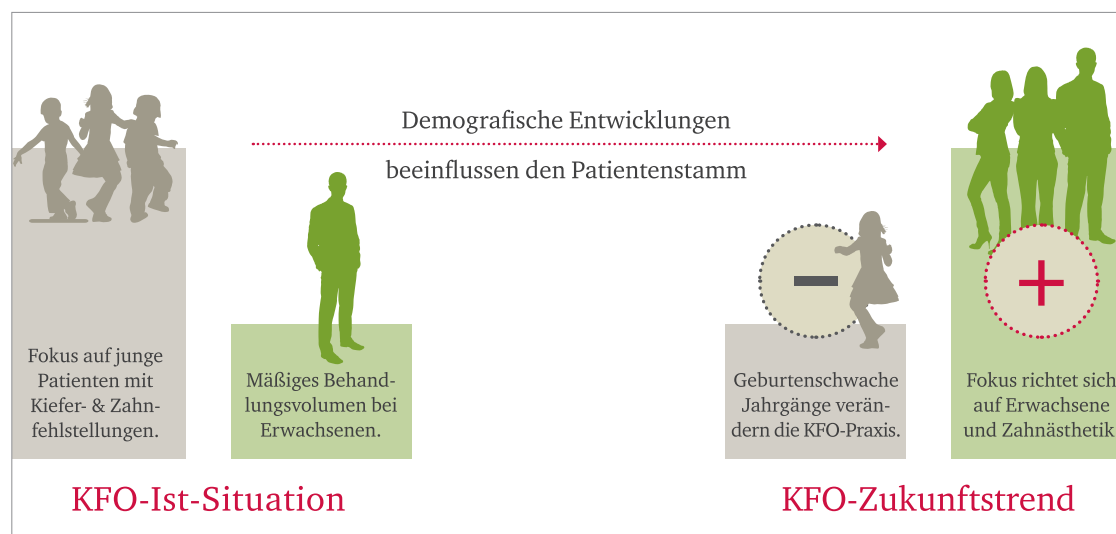 Demografische Entwicklungen
beeinflussen den Patientenstamm
Fokus auf junge
Patienten mit
Kiefer- & Zahn-
fehlstellungen.
Mäßiges Behand-
lungsvolumen bei
Erwachsenen.
Geburtenschwache
Jahrgänge verän-
dern die KFO-Praxis.
Fokus richtet sich
auf Erwachsene
und Zahnästhetik
KFO-Ist-Situation
KFO-Zukunftstrend